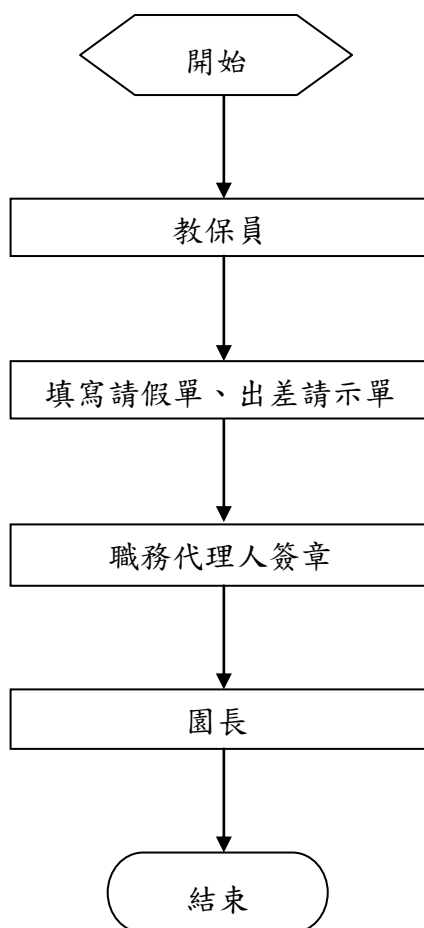 開始
教保員
填寫請假單、出差請示單
職務代理人簽章
園長
結束